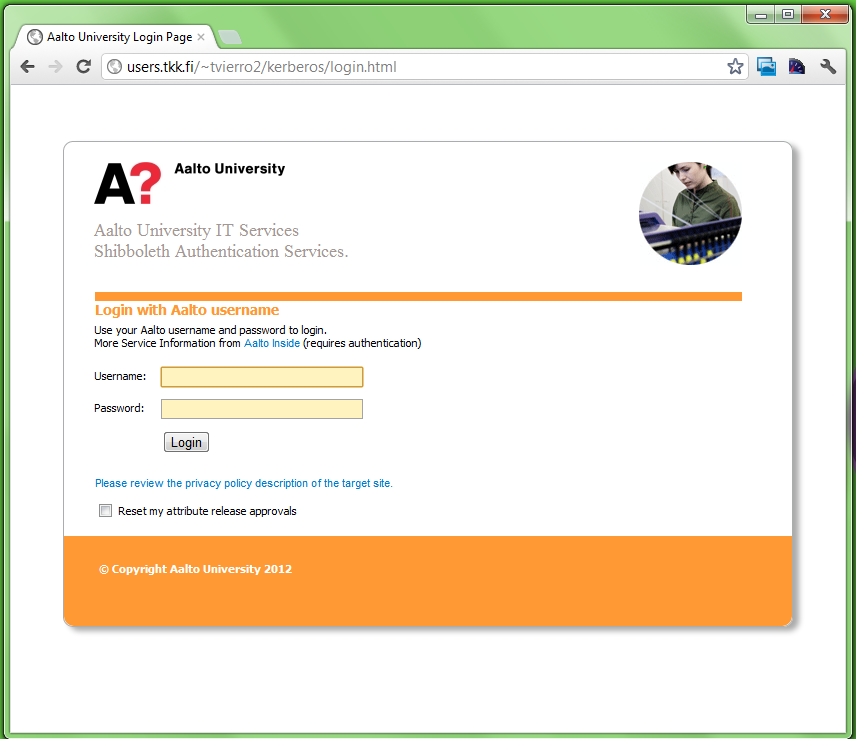 Aalto University Login Page
users.tkk.fi/~tvierro2/kerberos/login.html
A? Aalto University
Aalto University IT Services
Shibboleth Authentication Services.
Login with Aalto username
Use your Aalto username and password to login.
More Service Information from Aalto Inside (requires authentication)
Username:
Password:
Login
Please review the privacy policy description of the target site.
Reset my attribute release approvals
© Copyright Aalto University 2012